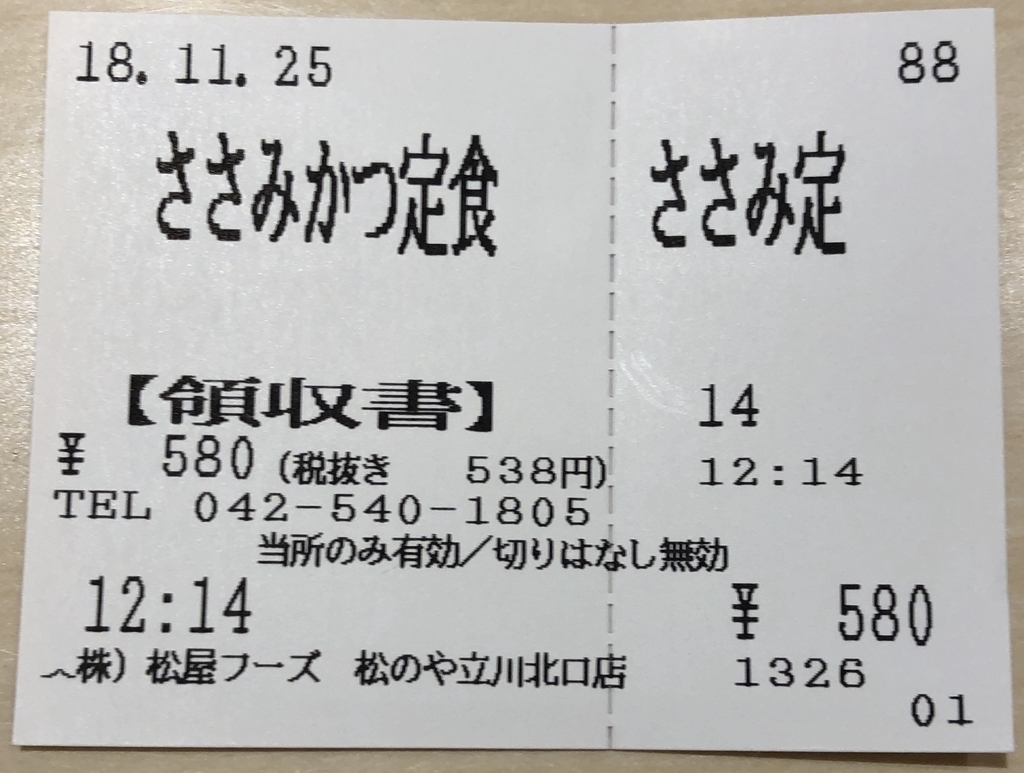 18.11.25 88
ささみかつ定食 ささみ定
【領収書】 14
¥ 580 (税抜き 538円) 12:14
TEL 042-540-1805
当所のみ有効/切りはなし無効
12:14 ¥ 580
(株)松屋フーズ 松のや立川北口店 1326
01